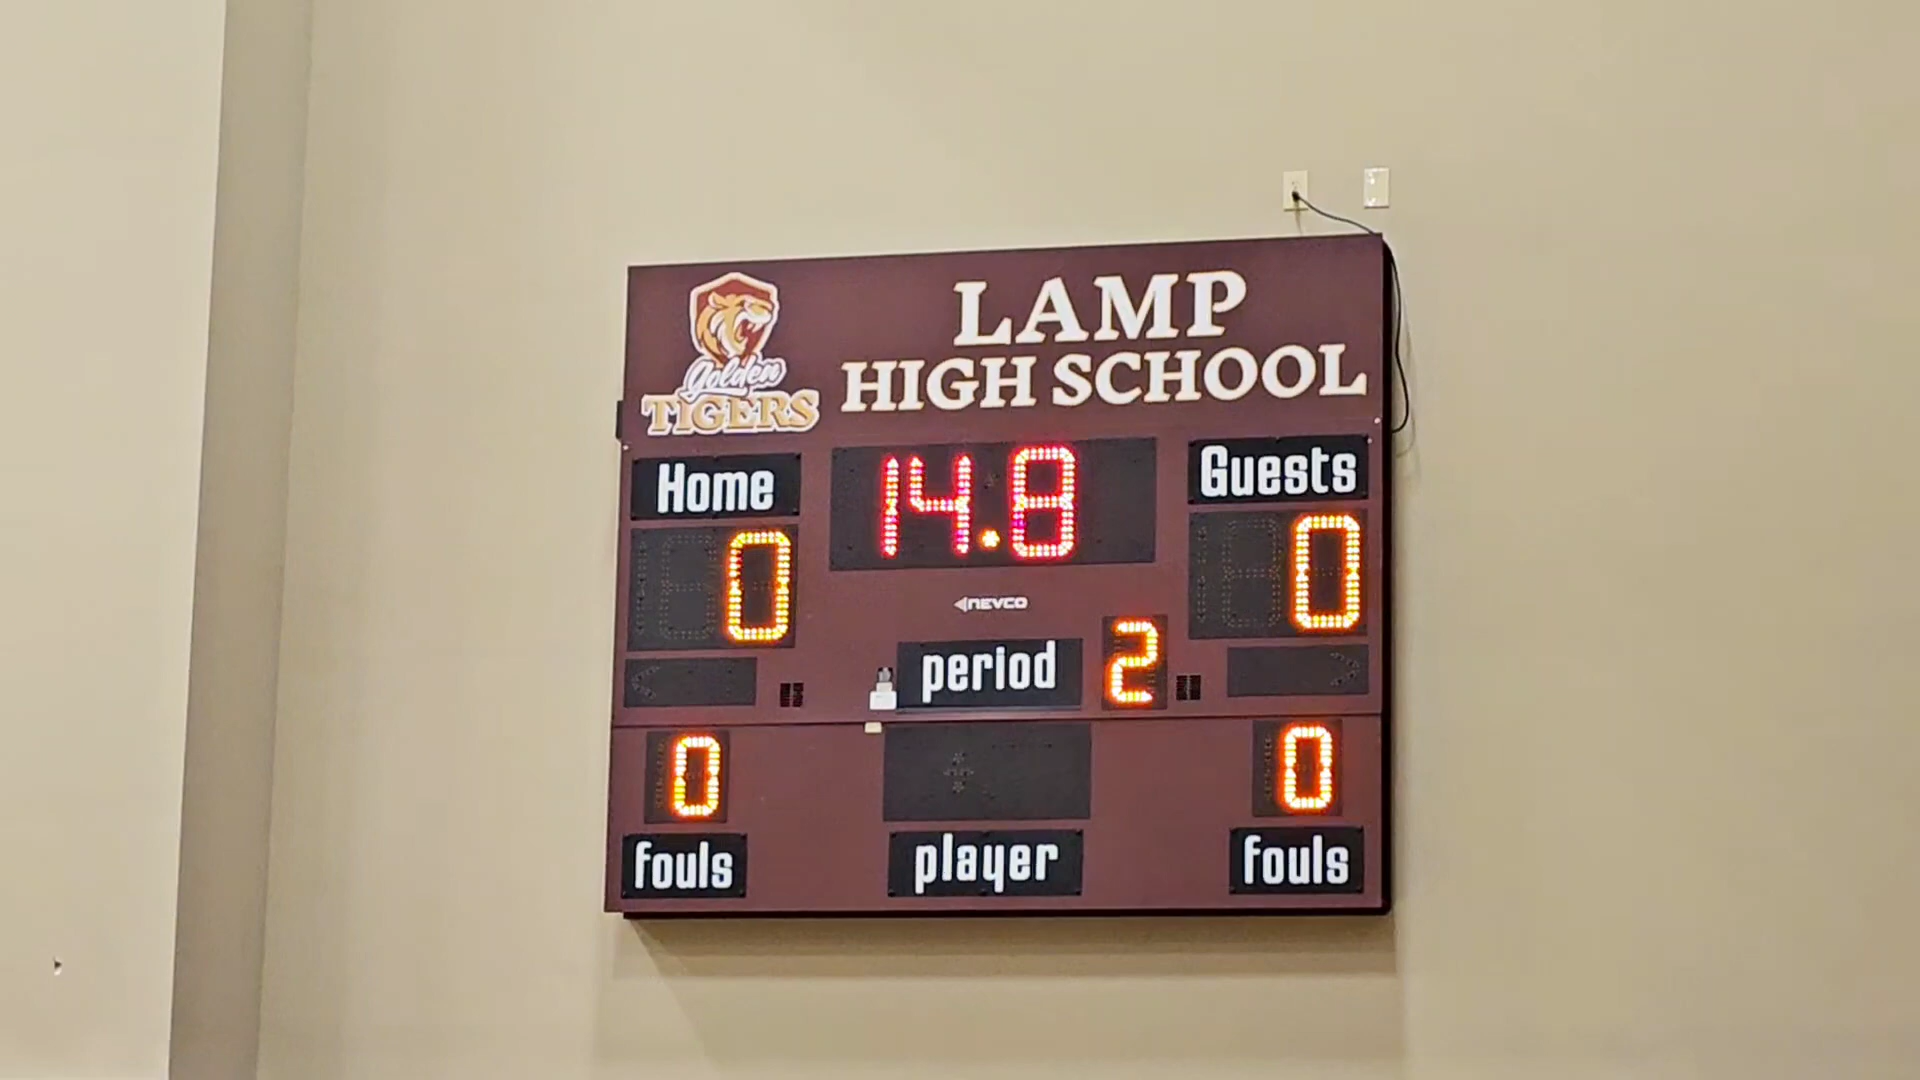 LAMP
HIGH SCHOOL
Golden
TIGERS
Home
14.8
Guests
0
0
NEVCO
period 2
0
0
fouls
player
fouls